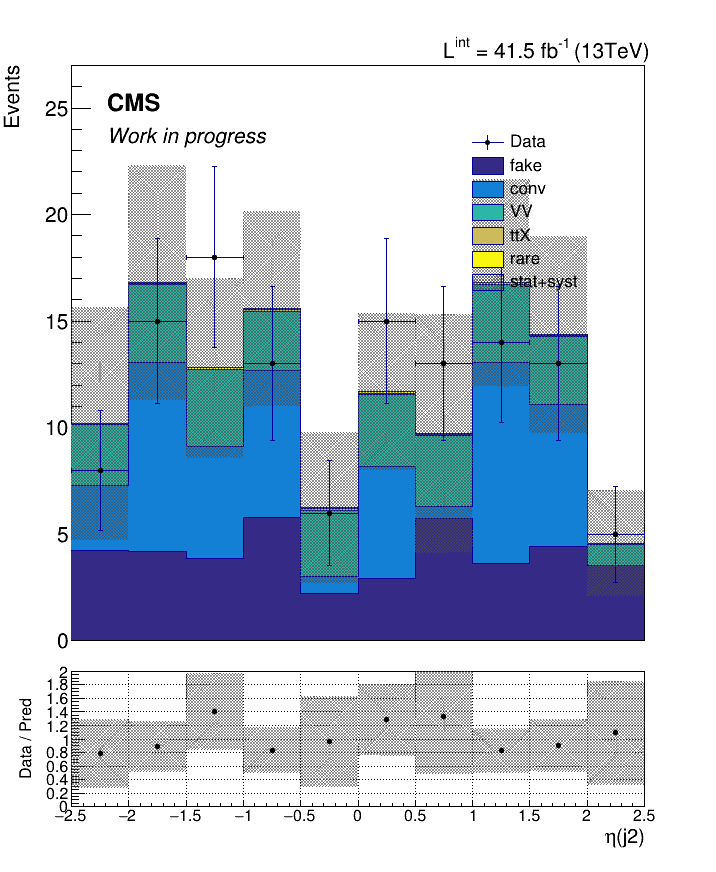 L^int = 41.5 fb^-1 (13TeV)
Events
CMS
Work in progress
Data
fake
conv
VV
ttX
rare
stat+syst
25
20
15
10
5
0
2
1.8
1.6
1.4
1.2
1
0.8
0.6
0.4
0.2
0
Data / Pred
−2.5 −2 −1.5 −1 −0.5 0 0.5 1 1.5 2 2.5
η(j2)